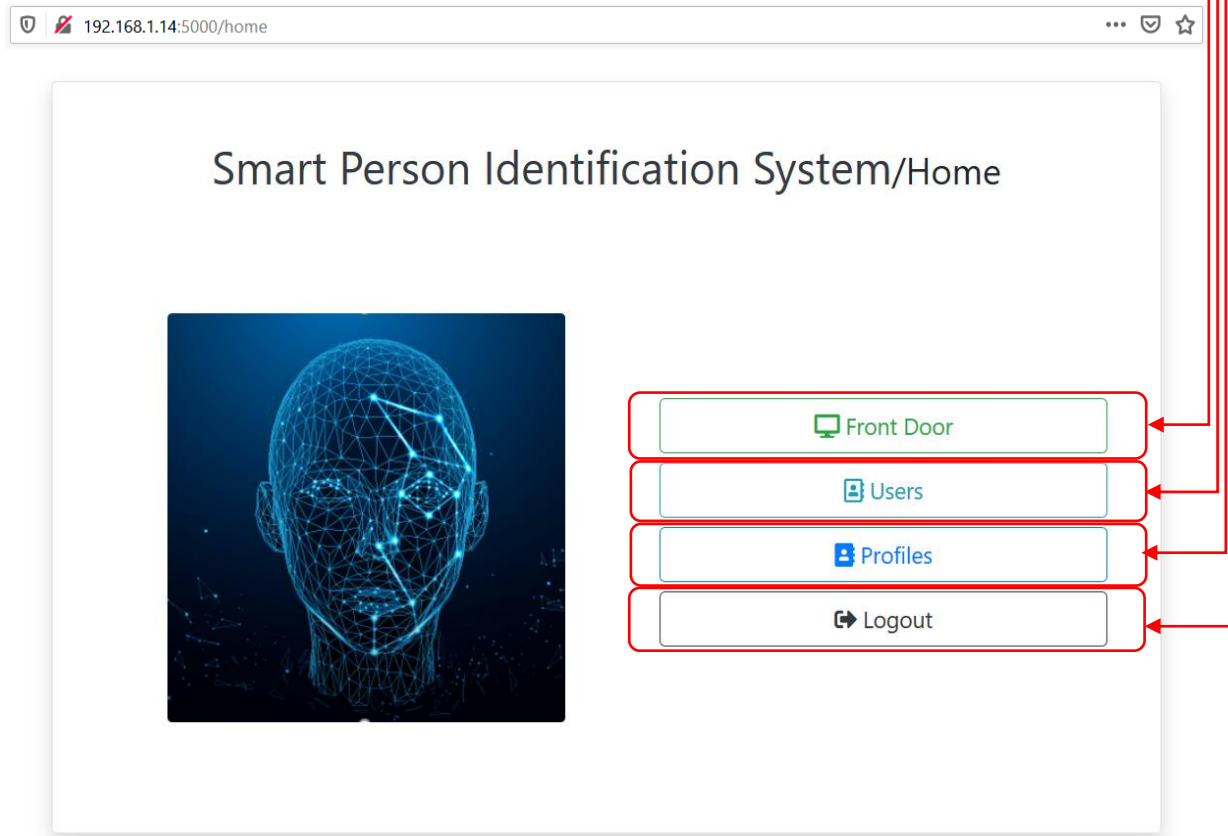 192.168.1.14:5000/home
Smart Person Identification System/Home
Front Door
Users
Profiles
Logout